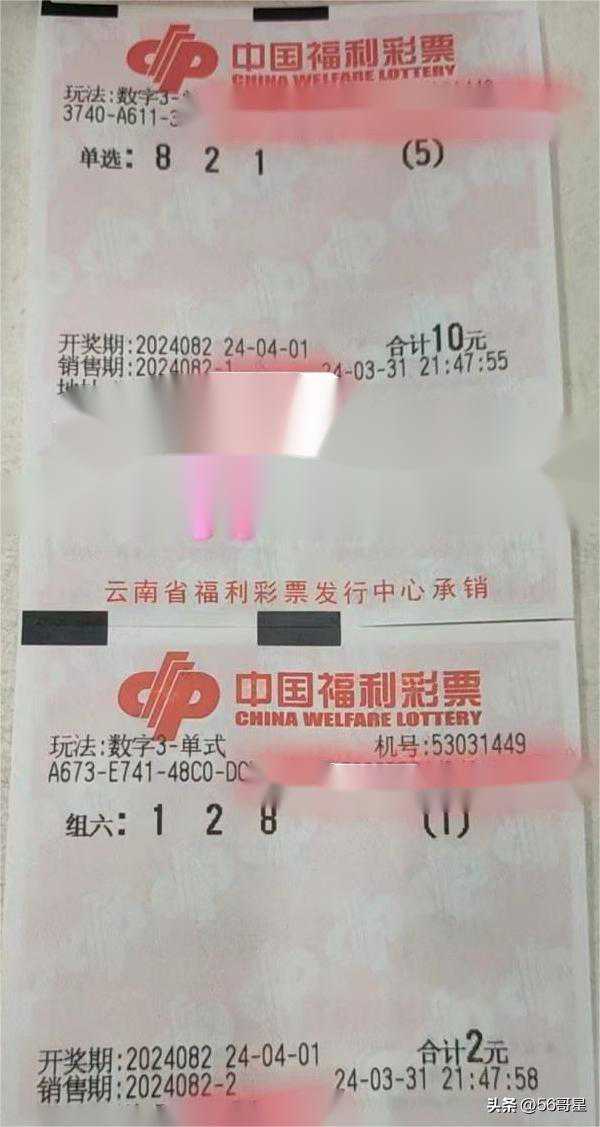 中国福利彩票
CHINA WELFARE LOTTERY
玩法:数字3-
3740-A611-3
单选: 8 2 1 (5)
开奖期:2024082 24-04-01 合计10元
销售期:2024082-1 24-03-31 21:47:55
地址
云南省福利彩票发行中心承销
中国福利彩票
CHINA WELFARE LOTTERY
玩法:数字3-单式 机号:53031449
A673-E741-48C0-DC
组六: 1 2 8 (1)
开奖期:2024082 24-04-01 合计2元
销售期:2024082-2 24-03-31 21:47:58
头条 @56哥星